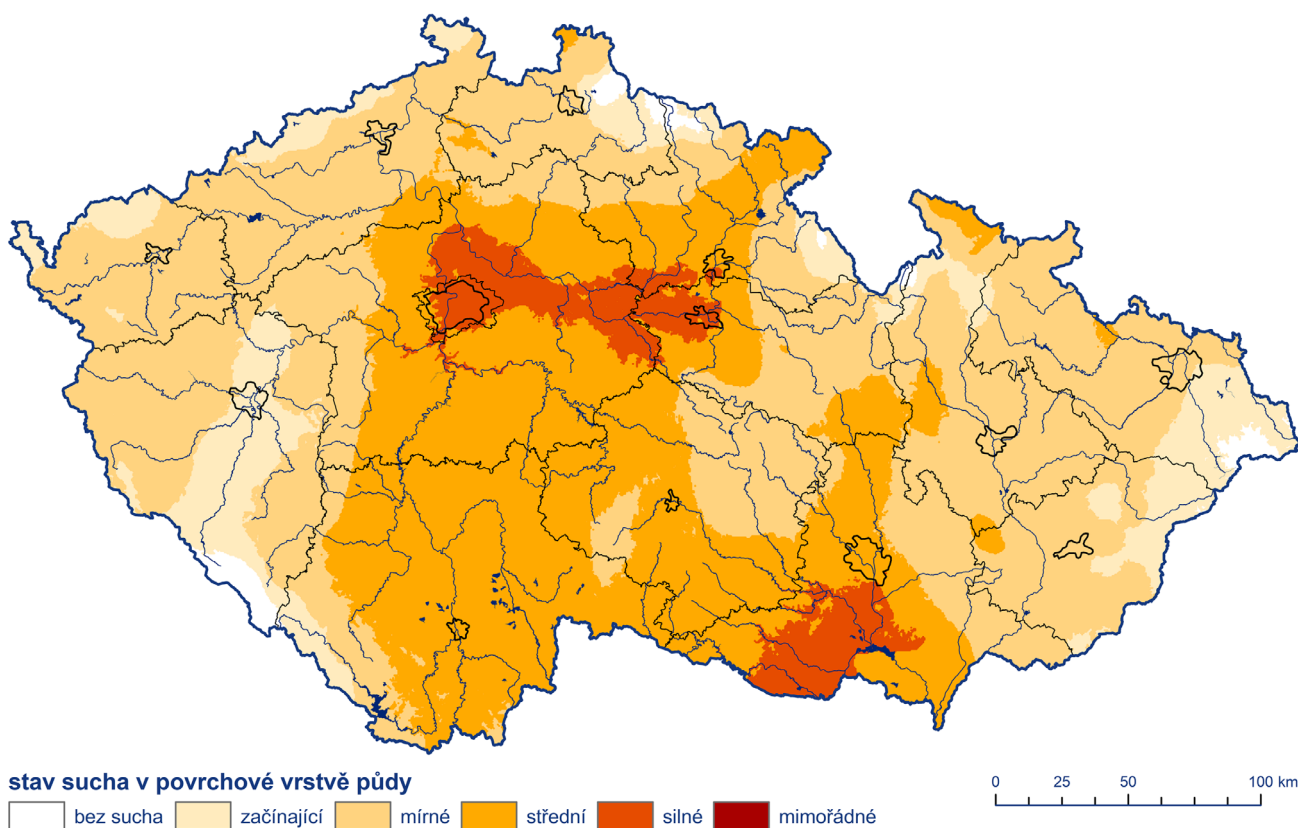 stav sucha v povrchové vrstvě půdy
0 25 50 100 km
bez sucha začínající mírné střední silné mimořádné